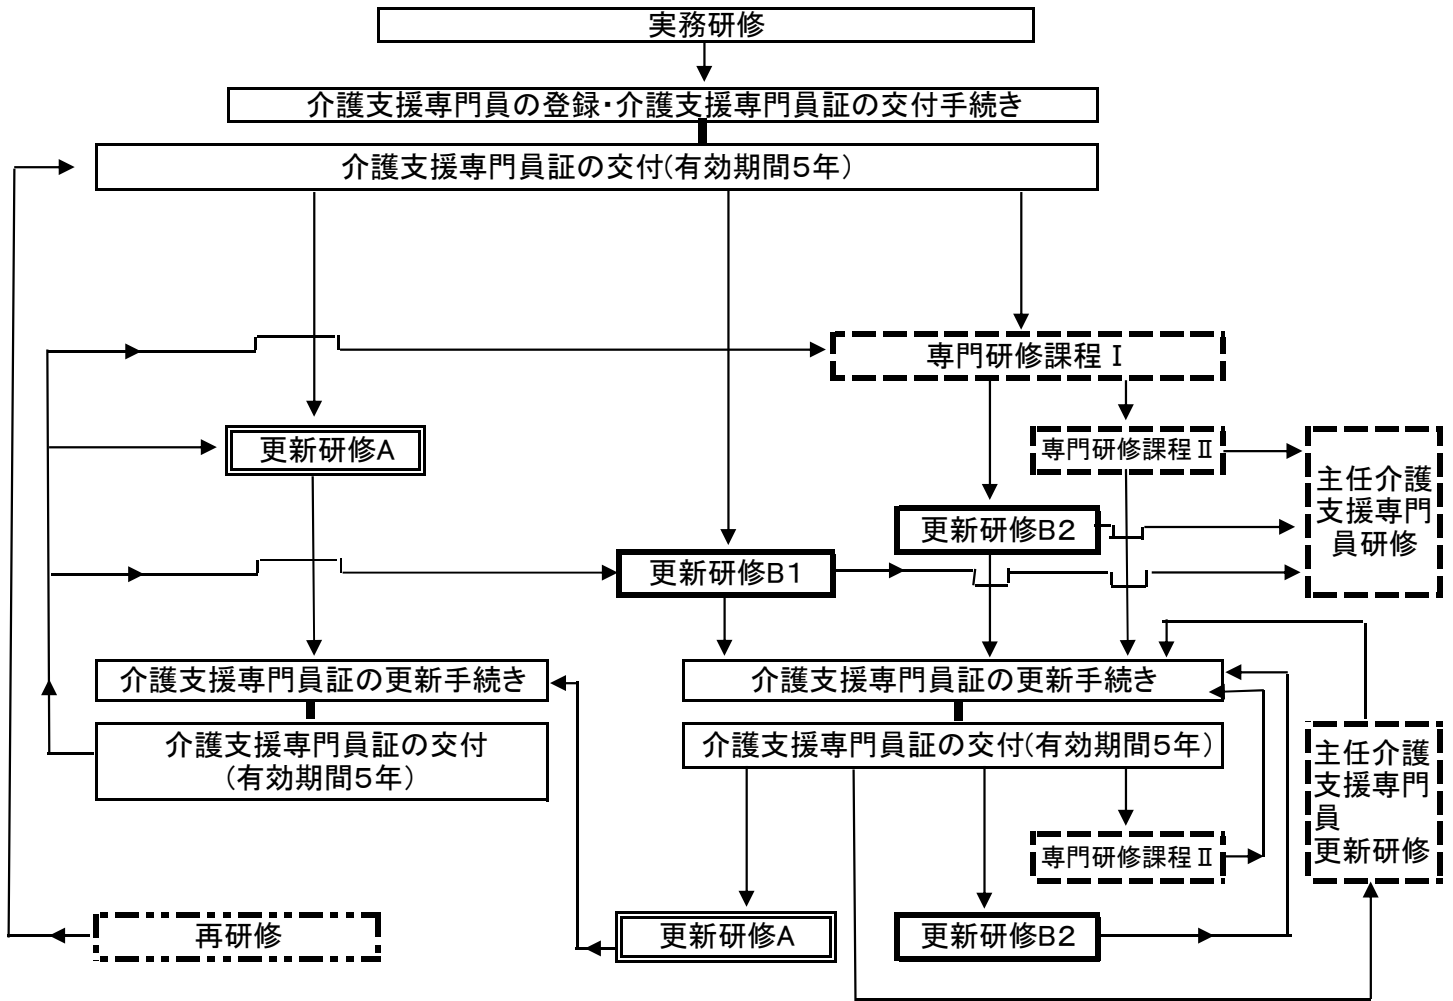 実務研修
介護支援専門員の登録・介護支援専門員証の交付手続き
介護支援専門員証の交付(有効期間5年)
専門研修課程Ⅰ
更新研修A
専門研修課程Ⅱ
主任介護
支援専門
員研修
更新研修B2
更新研修B1
介護支援専門員証の更新手続き
介護支援専門員証の更新手続き
介護支援専門員証の交付
(有効期間5年)
介護支援専門員証の交付(有効期間5年)
主任介護
支援専門
員
更新研修
専門研修課程Ⅱ
再研修
更新研修A
更新研修B2